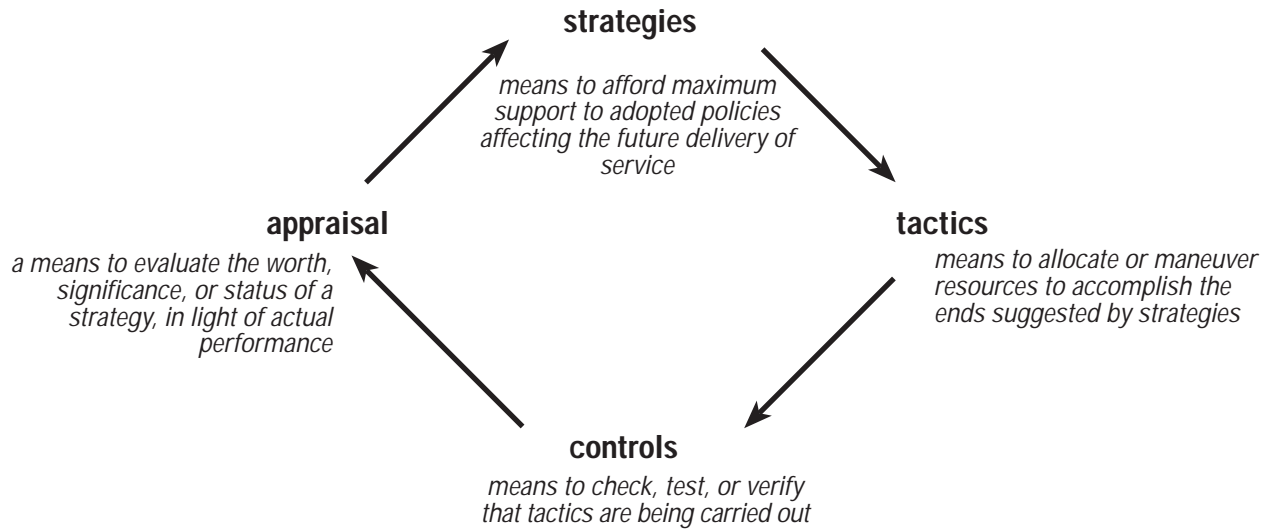 strategies
means to afford maximum
support to adopted policies
affecting the future delivery of
service
appraisal
a means to evaluate the worth,
significance, or status of a
strategy, in light of actual
performance
tactics
means to allocate or maneuver
resources to accomplish the
ends suggested by strategies
controls
means to check, test, or verify
that tactics are being carried out